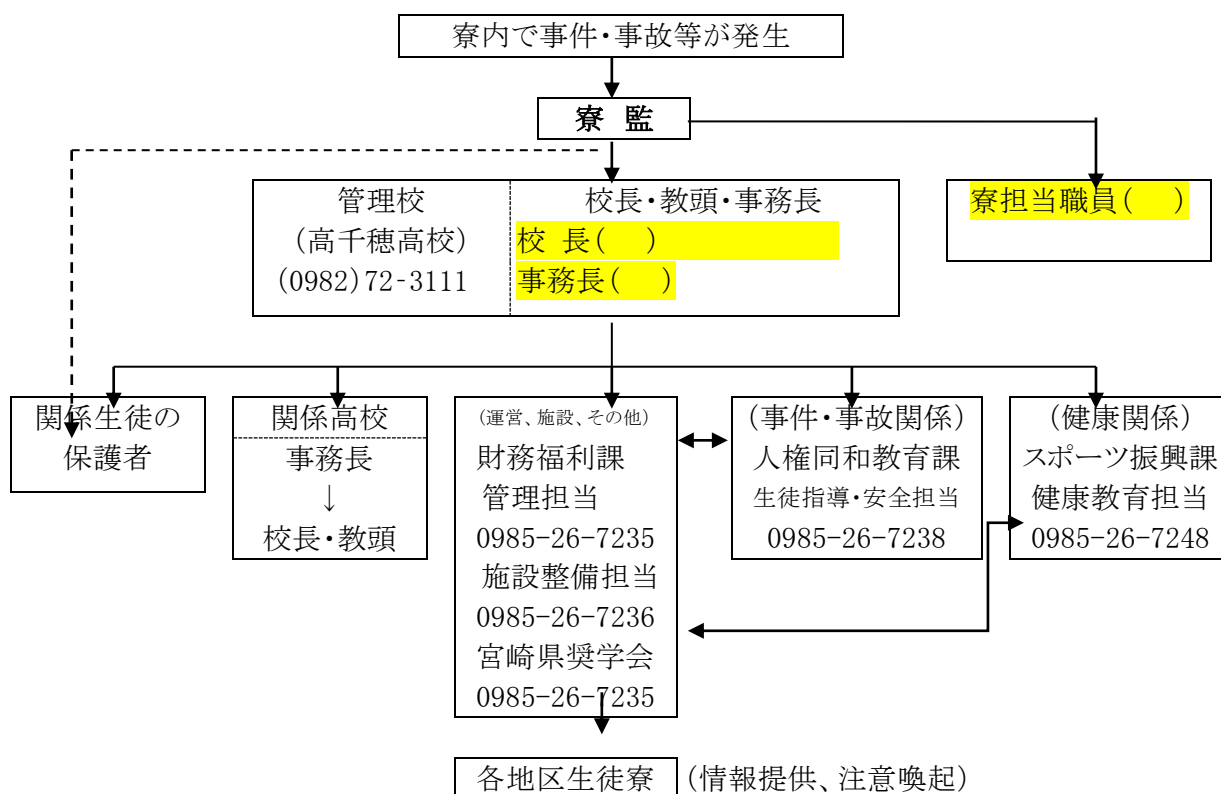 寮内で事件・事故等が発生
寮 監
管理校
(高千穂高校)
(0982)72-3111
校長・教頭・事務長
校 長(　)
事務長(　)
寮担当職員(　)
関係生徒の
保護者
関係高校
事務長
↓
校長・教頭
(運営、施設、その他)
財務福利課
管理担当
0985-26-7235
施設整備担当
0985-26-7236
宮崎県奨学会
0985-26-7235
(事件・事故関係)
人権同和教育課
生徒指導・安全担当
0985-26-7238
(健康関係)
スポーツ振興課
健康教育担当
0985-26-7248
各地区生徒寮 (情報提供、注意喚起)